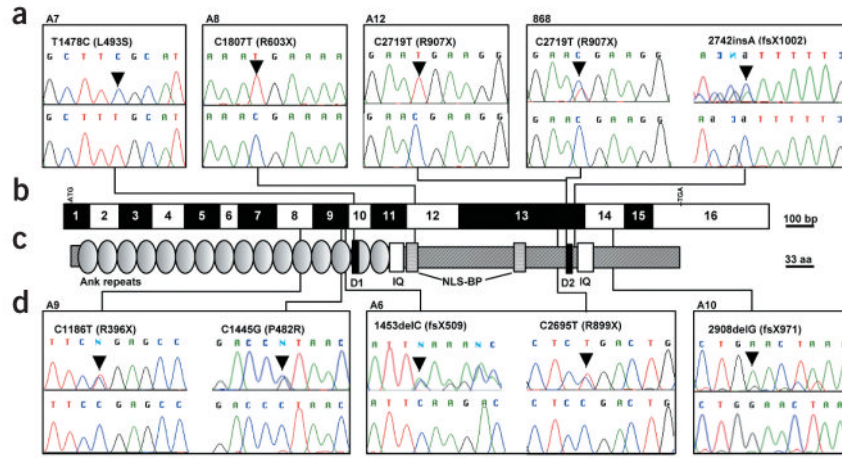 a
A7
A8
A12
868
T1478C (L493S)
C1807T (R603X)
C2719T (R907X)
C2719T (R907X)
2742insA (fsX1002)
G C T T C G C A T
A A A T G A A A A
G A A T G A A G G
G A A C G A A G G
G C T T T G C A T
A A A C G A A A A
G A A C G A A G G
G A A C G A A G G
b
ATG
TGA
1
2
3
4
5
6
7
8
9
10
11
12
13
14
15
16
100 bp
c
Ank repeats
D1
IQ
NLS-BP
D2
IQ
33 aa
d
A9
A6
A10
C1186T (R396X)
C1445G (P482R)
1453delC (fsX509)
C2695T (R899X)
2908delG (fsX971)
T T C N G A G C C
G A C C N T A A C
A T T N A A A N C
C T C T G A C T G
T T C C G A G C C
G A C C C T A A C
A T T C A A G A C
C T C C G A C T G
C T G G A A C T A A